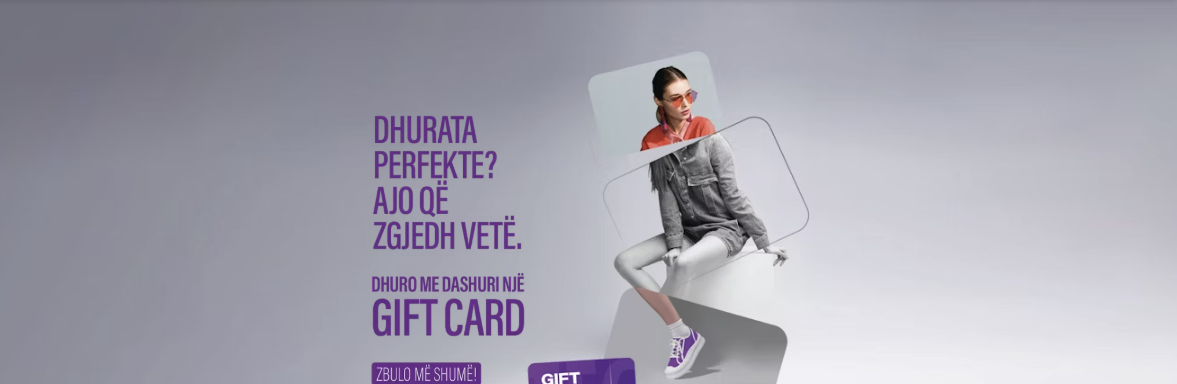 DHURATA
PERFEKTE?
AJO QË
ZGJEDH VETË.
DHURO ME DASHURI NJË
GIFT CARD
ZBULO MË SHUMË!
GIFT